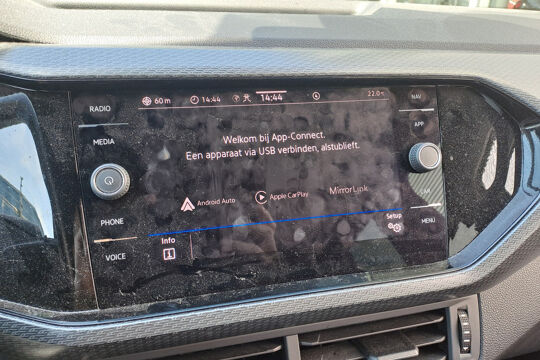 RADIO
MEDIA
PHONE
VOICE
60 m
14:44
14:44
22.0 °C
Welkom bij App-Connect.
Een apparaat via USB verbinden, alstublieft.
Android Auto
Apple CarPlay
MirrorLink
Info
Setup
NAV
APP
CAR
MENU